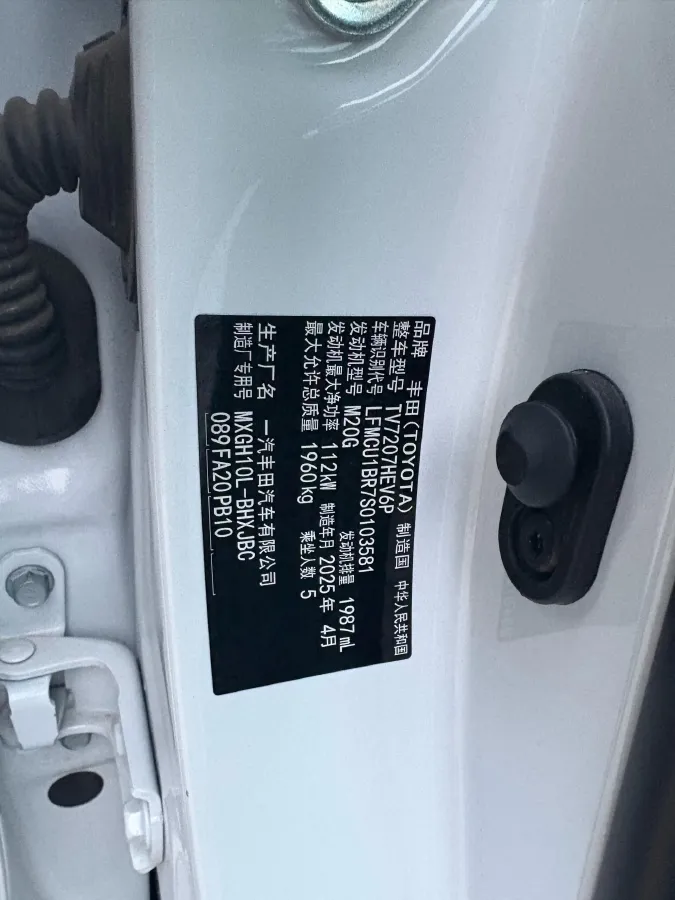 品牌 丰田(TOYOTA) 制造国 中华人民共和国
整车型号 TV7207HEV6P
车辆识别代号 LFMCU1BR7S0103581
发动机型号 M20G 发动机排量 1987 mL
发动机最大净功率 112kW 制造年月 2025年 4月
最大允许总质量 1960kg 乘坐人数 5
生产厂名 一汽丰田汽车有限公司
制造厂专用号 MXGH10L-BHXJBC
089FA20PB10